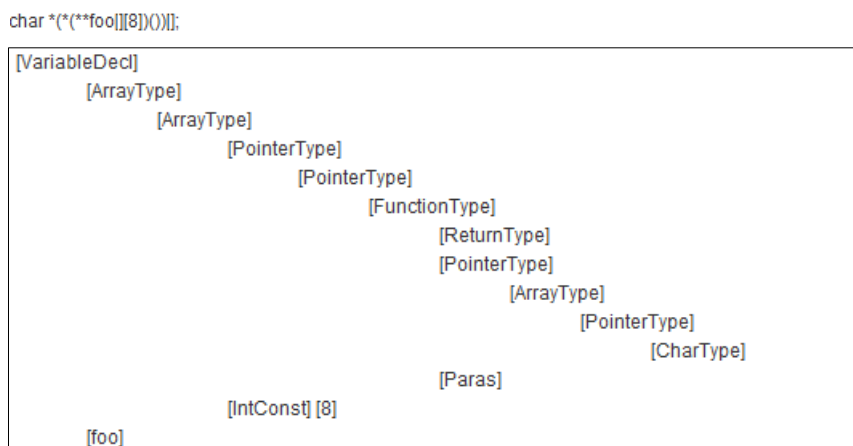 char *(*(**foo[][8])())[];
[VariableDecl]
[ArrayType]
[ArrayType]
[PointerType]
[PointerType]
[FunctionType]
[ReturnType]
[PointerType]
[ArrayType]
[PointerType]
[CharType]
[Paras]
[IntConst] [8]
[foo]